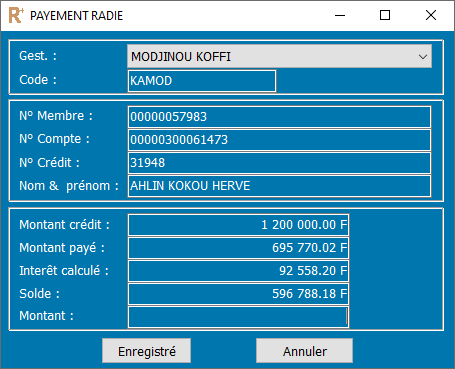 R+ PAYEMENT RADIE
Gest. : MODJINOU KOFFI
Code : KAMOD
N° Membre : 00000057983
N° Compte : 00000300061473
N° Crédit : 31948
Nom & prénom : AHLIN KOKOU HERVE
Montant crédit : 1 200 000.00 F
Montant payé : 695 770.02 F
Interêt calculé : 92 558.20 F
Solde : 596 788.18 F
Montant :
Enregistré Annuler